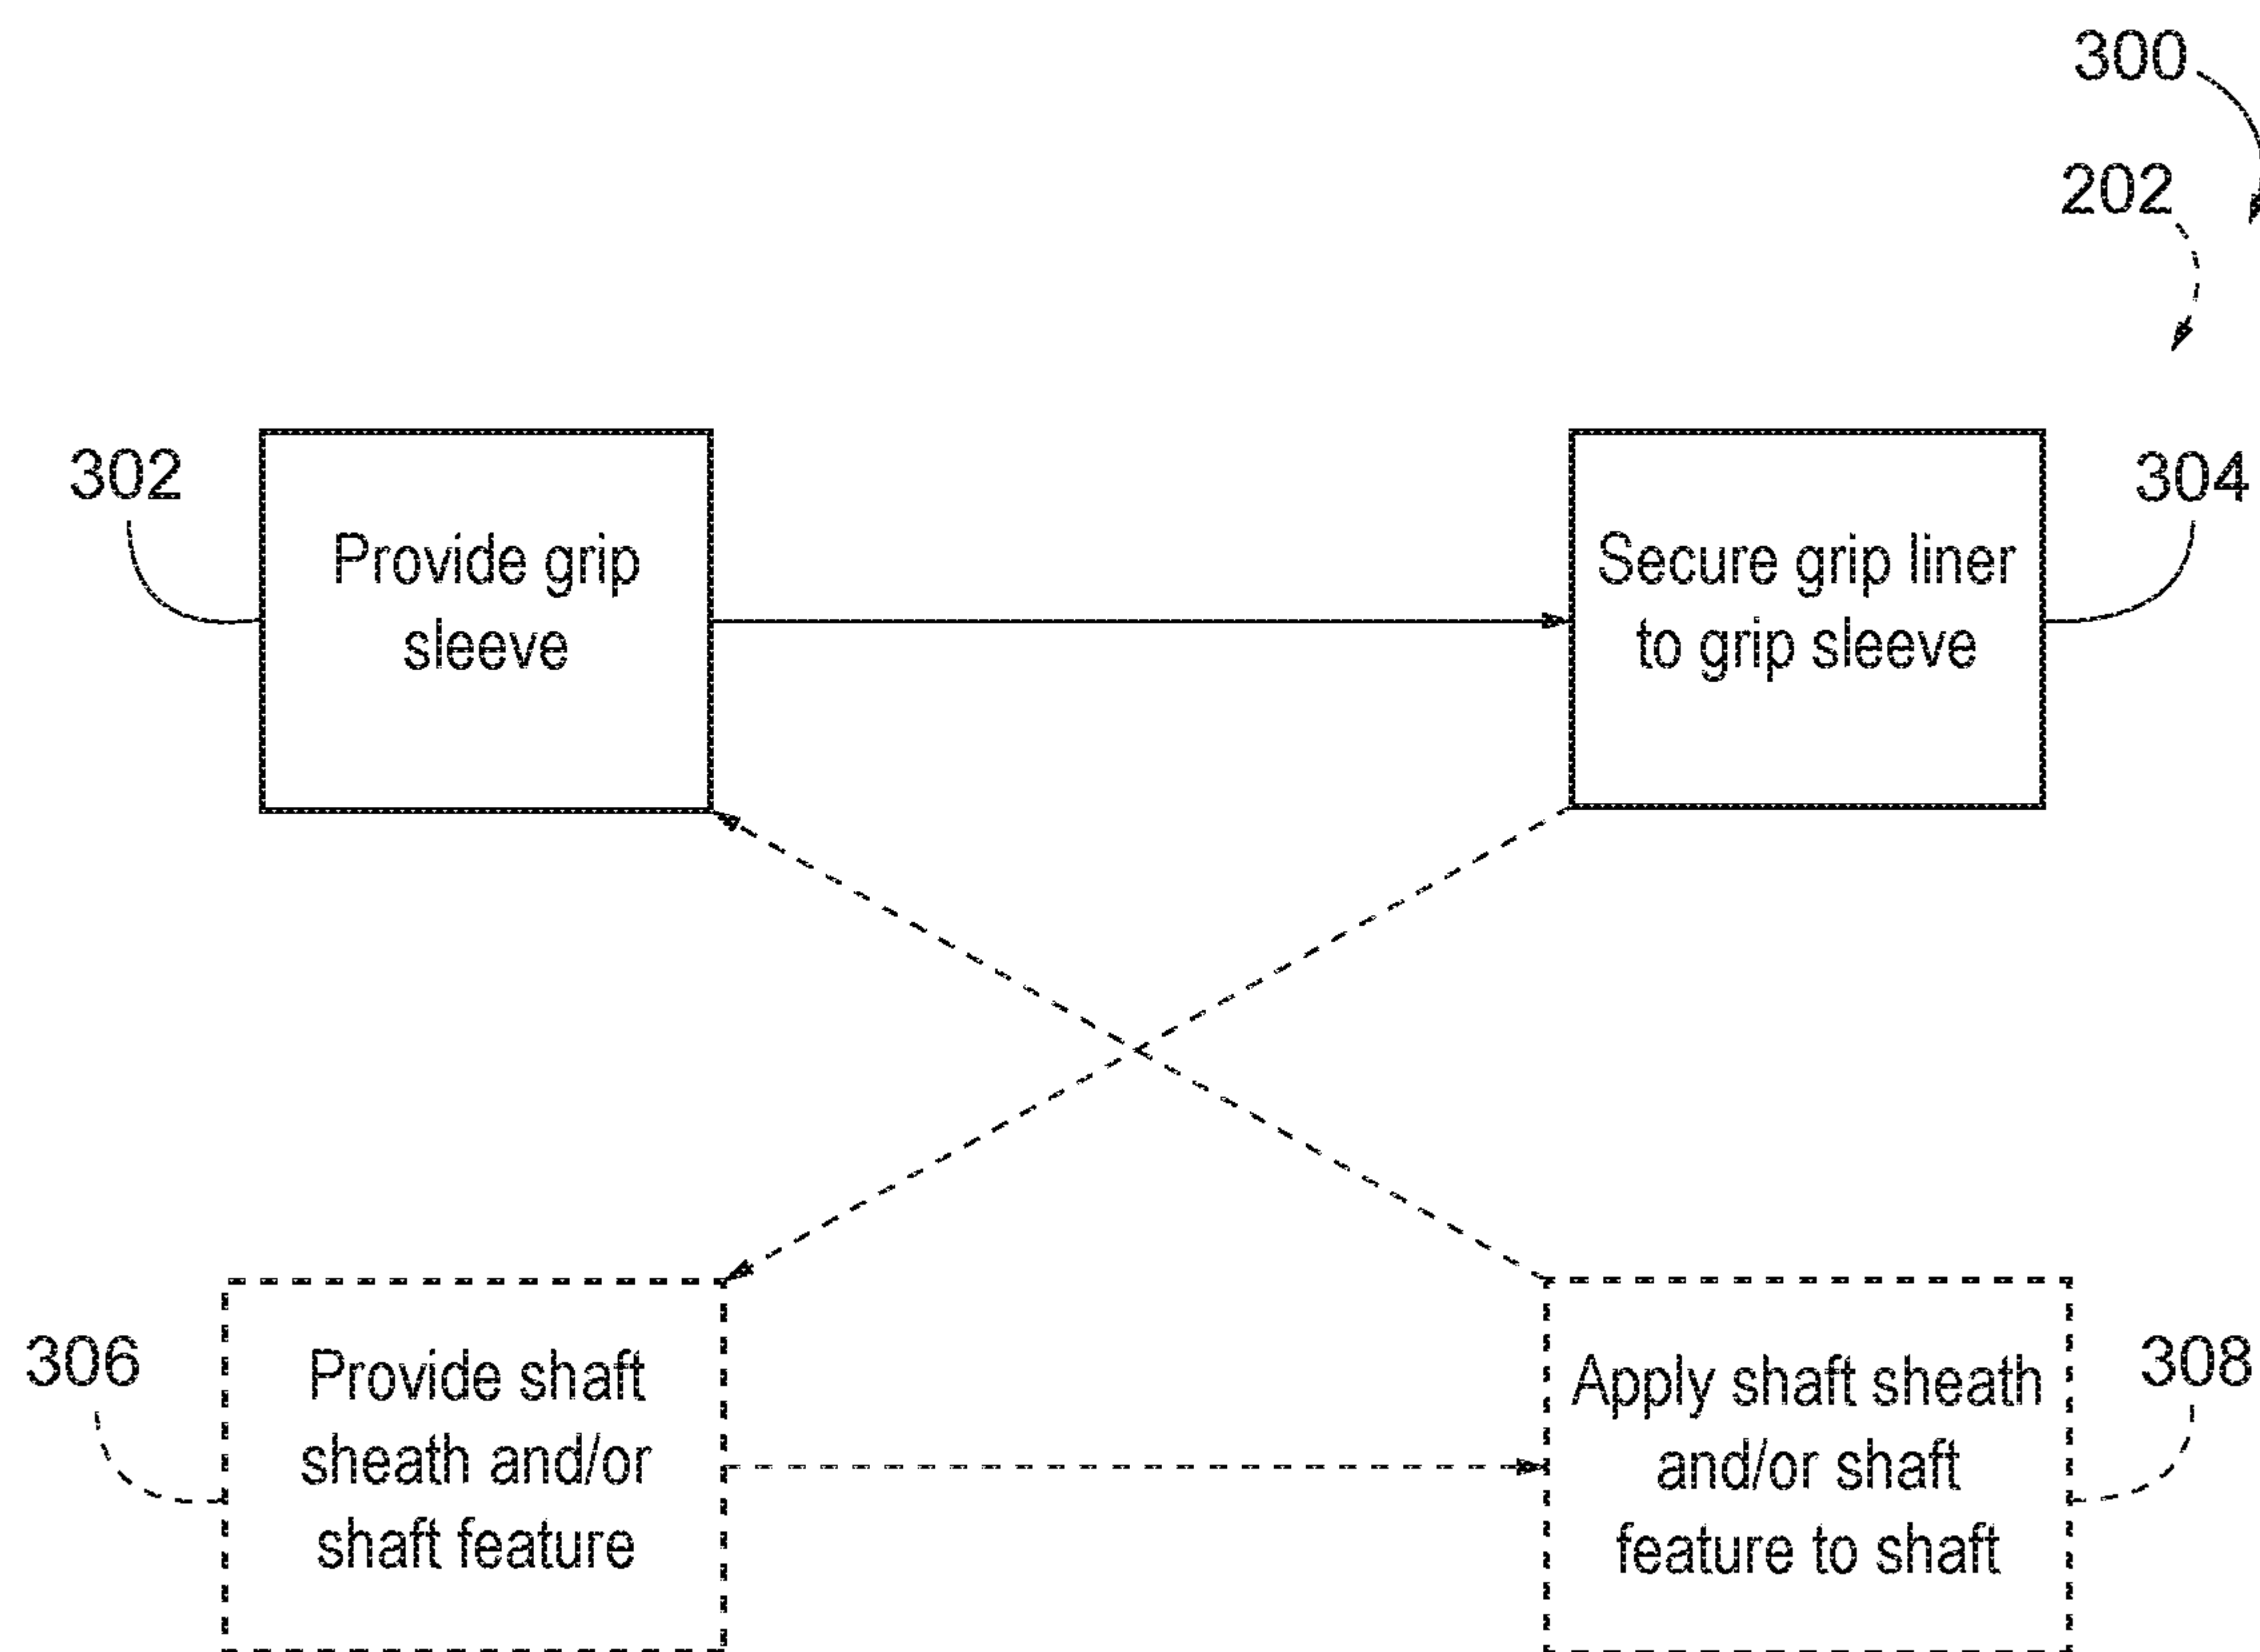 300
202
302
Provide grip
sleeve
Secure grip liner
to grip sleeve
304
306
Provide shaft
sheath and/or
shaft feature
Apply shaft sheath
and/or shaft
feature to shaft
308